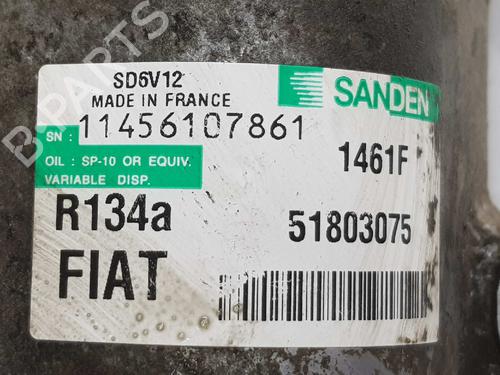 SD6V12
MADE IN FRANCE
SANDEN
SN : 11456107861
1461F
OIL : SP-10 OR EQUIV.
VARIABLE DISP.
R134a
51803075
FIAT
B-PARTS